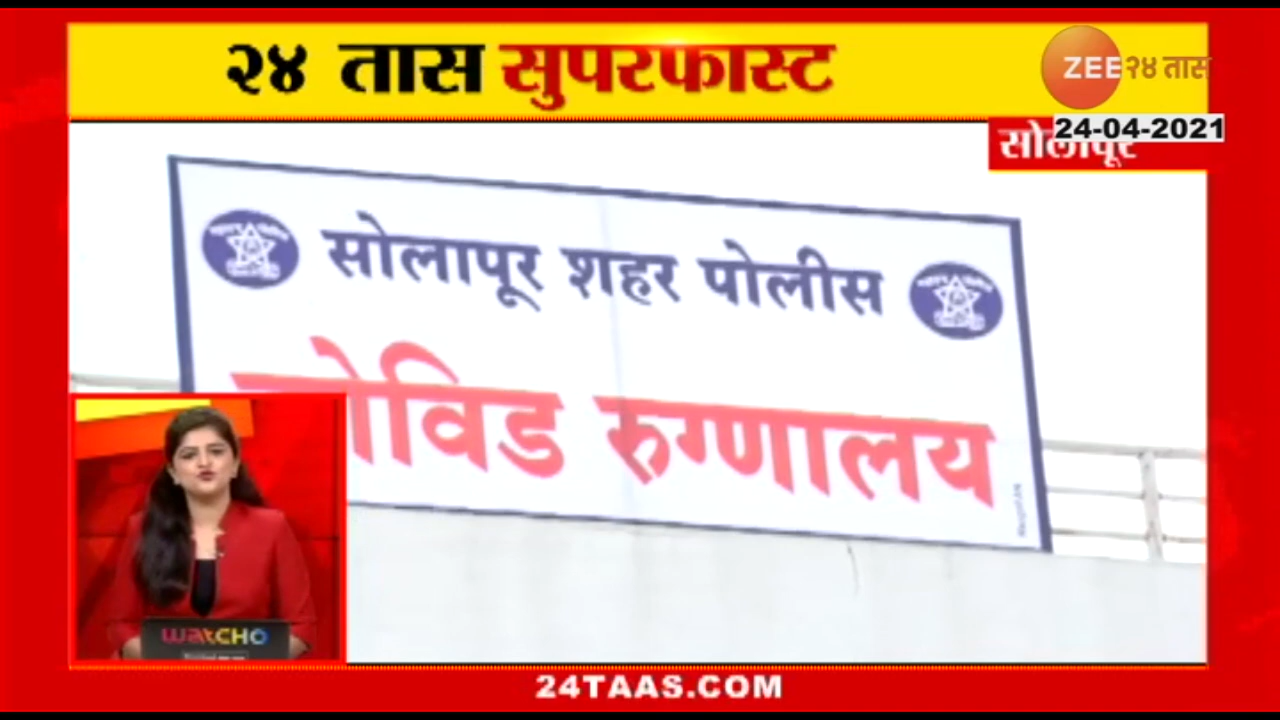 २४ तास सुपरफास्ट
ZEE २४ तास
24-04-2021
सोलापूर
सोलापूर शहर पोलीस
कोविड रुग्णालय
WATCHO
24TAAS.COM